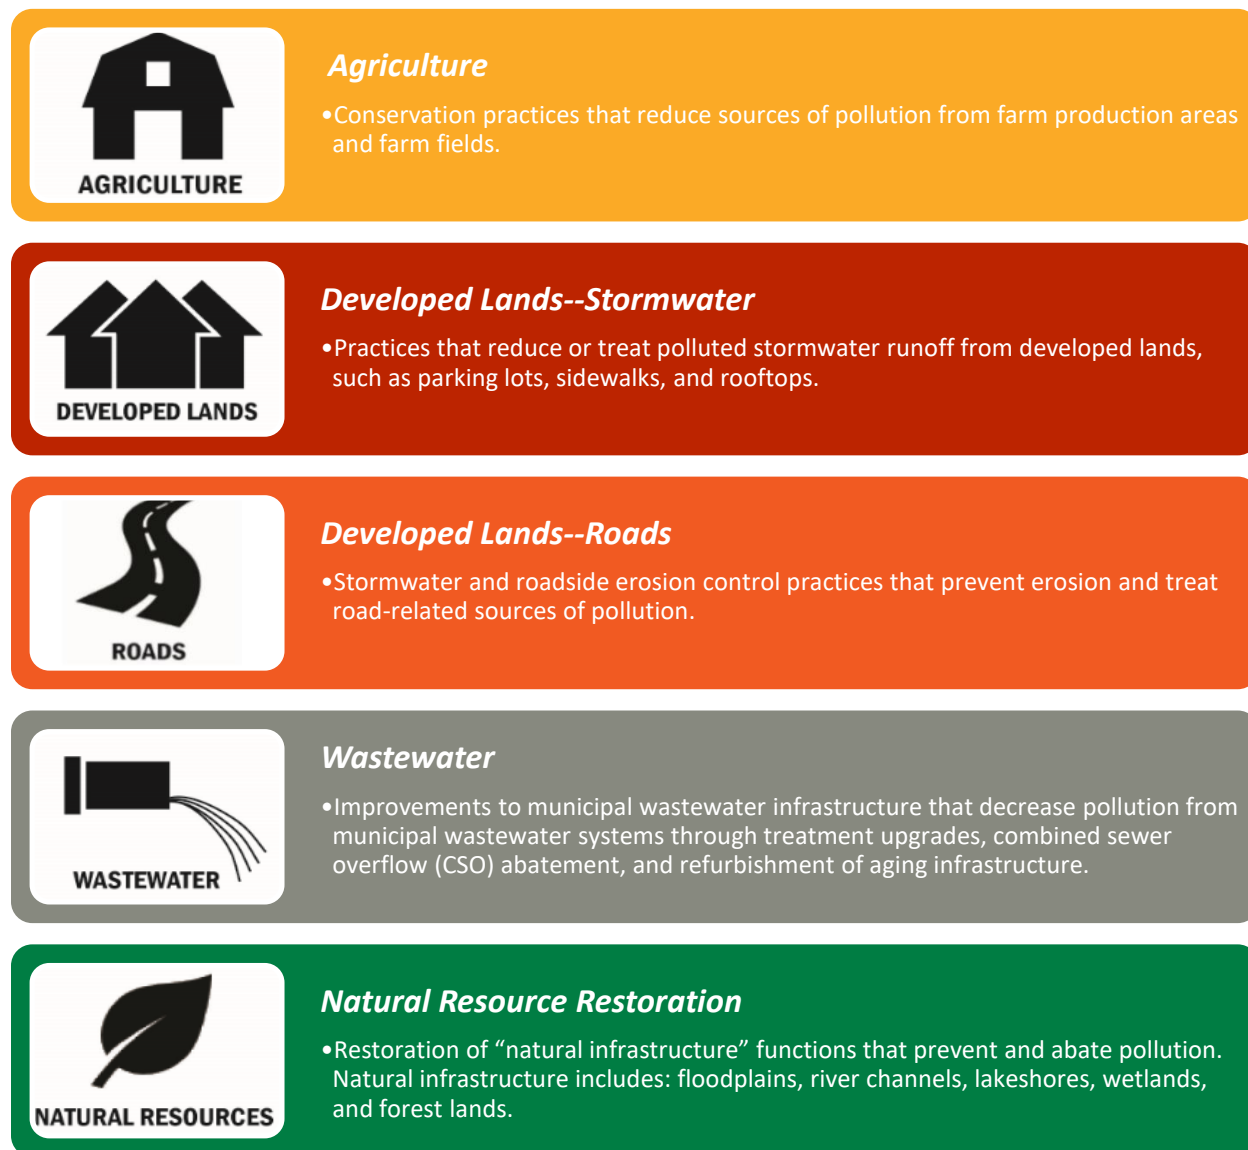 AGRICULTURE
Agriculture
•Conservation practices that reduce sources of pollution from farm production areas
and farm fields.
DEVELOPED LANDS
Developed Lands--Stormwater
•Practices that reduce or treat polluted stormwater runoff from developed lands,
such as parking lots, sidewalks, and rooftops.
ROADS
Developed Lands--Roads
•Stormwater and roadside erosion control practices that prevent erosion and treat
road-related sources of pollution.
WASTEWATER
Wastewater
•Improvements to municipal wastewater infrastructure that decrease pollution from
municipal wastewater systems through treatment upgrades, combined sewer
overflow (CSO) abatement, and refurbishment of aging infrastructure.
NATURAL RESOURCES
Natural Resource Restoration
•Restoration of “natural infrastructure” functions that prevent and abate pollution.
Natural infrastructure includes: floodplains, river channels, lakeshores, wetlands,
and forest lands.